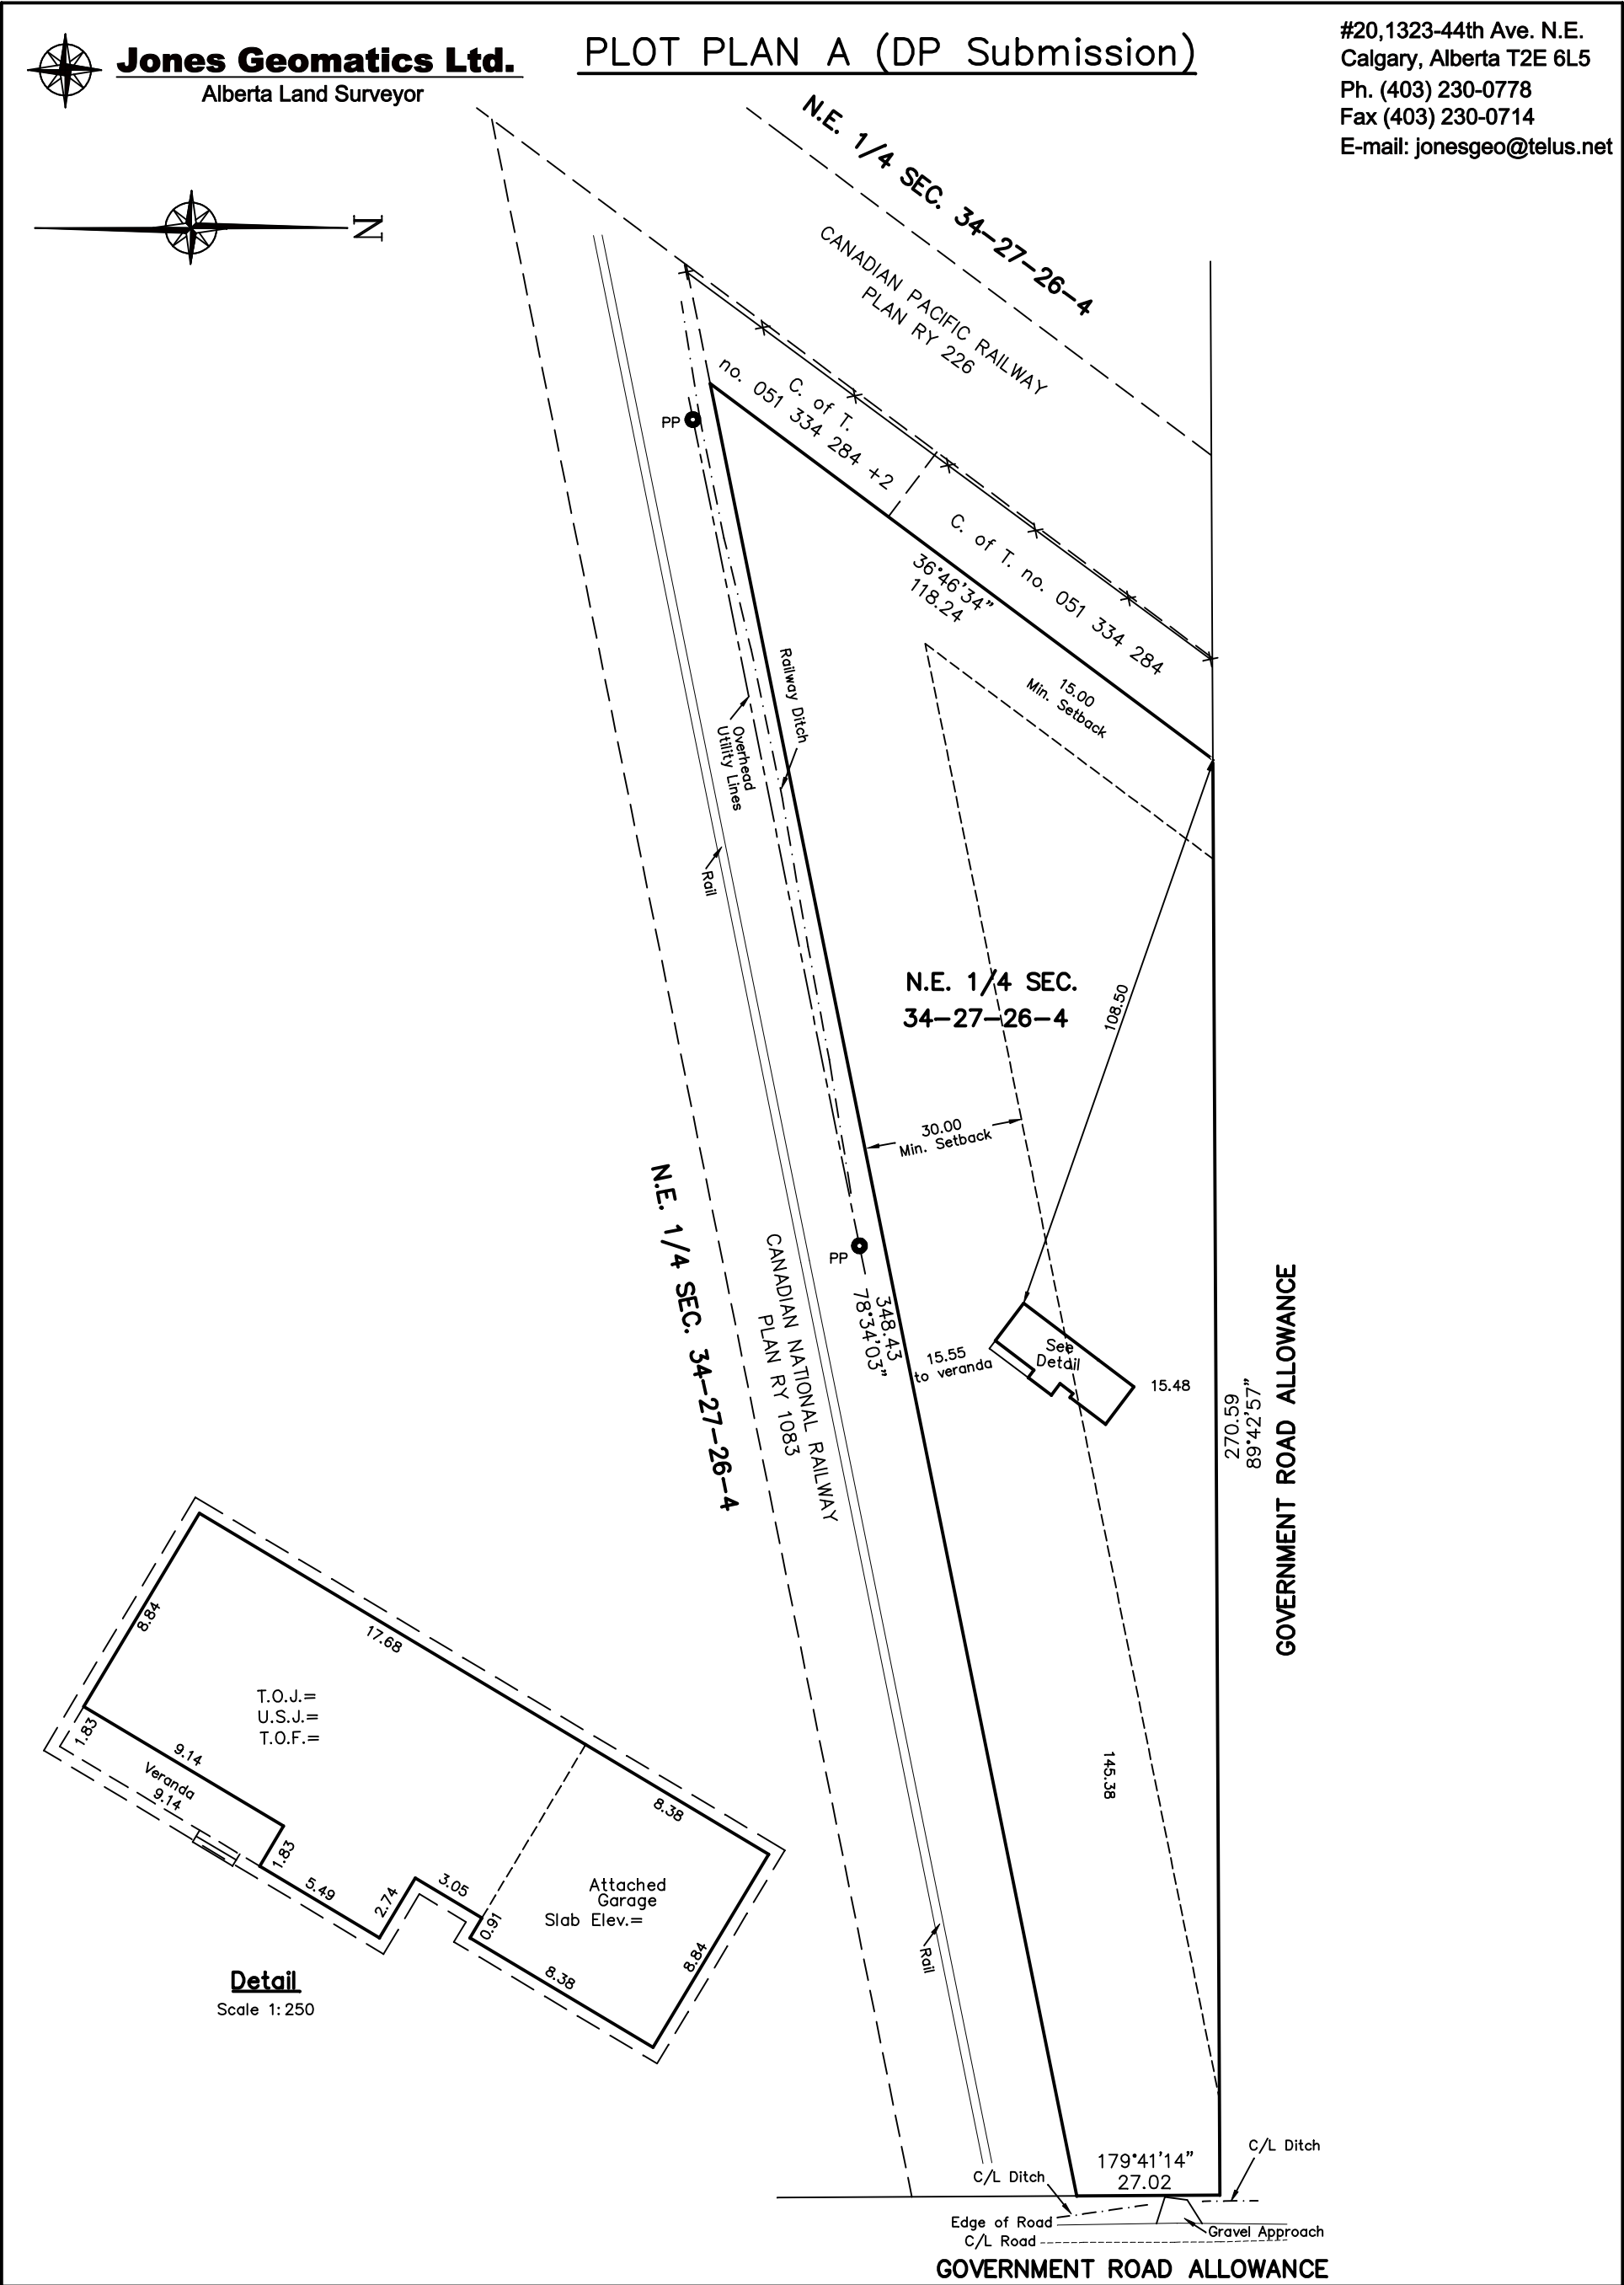 Jones Geomatics Ltd.
Alberta Land Surveyor
PLOT PLAN A (DP Submission)
#20,1323-44th Ave. N.E.
Calgary, Alberta T2E 6L5
Ph. (403) 230-0778
Fax (403) 230-0714
E-mail: jonesgeo@telus.net
N
N.E. 1/4 SEC. 34-27-26-4
CANADIAN PACIFIC RAILWAY
PLAN RY 226
C. of T.
no. 051 334 284 +2
C. of T. no. 051 334 284
PP
36°46'34"
118.24
15.00
Min. Setback
Railway Ditch
Overhead
Utility Lines
Rail
N.E. 1/4 SEC.
34-27-26-4
108.50
30.00
Min. Setback
PP
N.E. 1/4 SEC. 34-27-26-4
CANADIAN NATIONAL RAILWAY
PLAN RY 1083
348.43
78°34'03"
15.55
to veranda
See
Detail
15.48
270.59
89°42'57"
GOVERNMENT ROAD ALLOWANCE
8.84
17.68
T.O.J.=
U.S.J.=
T.O.F.=
1.83
9.14
Veranda
9.14
1.83
5.49
2.74
3.05
0.91
8.38
Attached
Garage
Slab Elev.=
8.38
8.84
Detail
Scale 1:250
145.38
Rail
179°41'14"
27.02
C/L Ditch
C/L Ditch
Edge of Road
C/L Road
Gravel Approach
GOVERNMENT ROAD ALLOWANCE